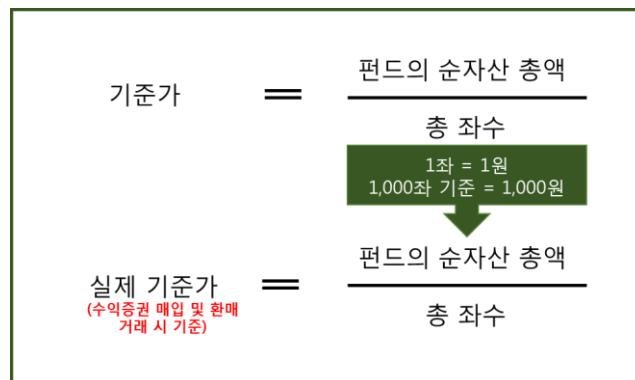 기준가 = 펀드의 순자산 총액
총 좌수
1좌 = 1원
1,000좌 기준 = 1,000원
실제 기준가 = 펀드의 순자산 총액
(수익증권 매입 및 환매
거래 시 기준)
총 좌수